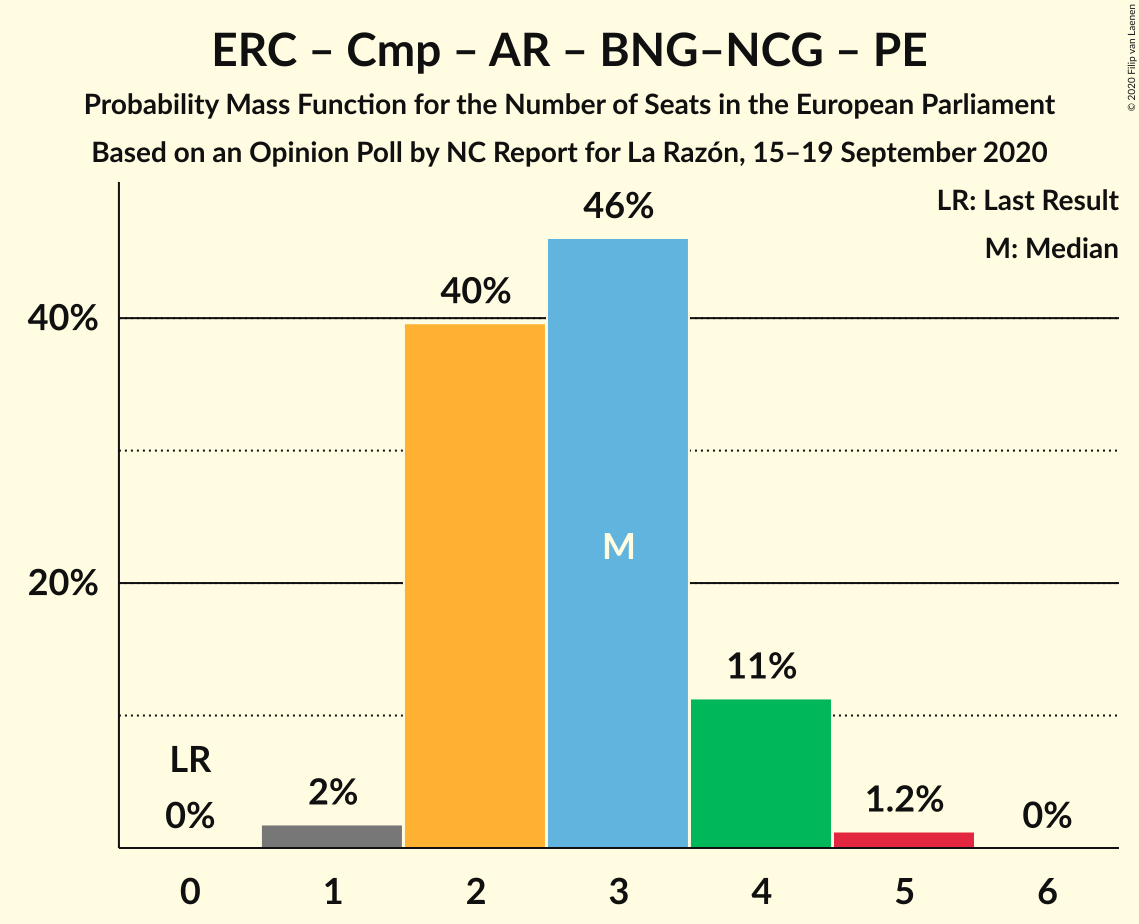 ERC – Cmp – AR – BNG–NCG – PE
Probability Mass Function for the Number of Seats in the European Parliament
Based on an Opinion Poll by NC Report for La Razón, 15–19 September 2020
© 2020 Filip van Laenen
LR: Last Result
M: Median
46%
40%
40%
M
20%
11%
LR
0%
2%
1.2%
0%
0 1 2 3 4 5 6